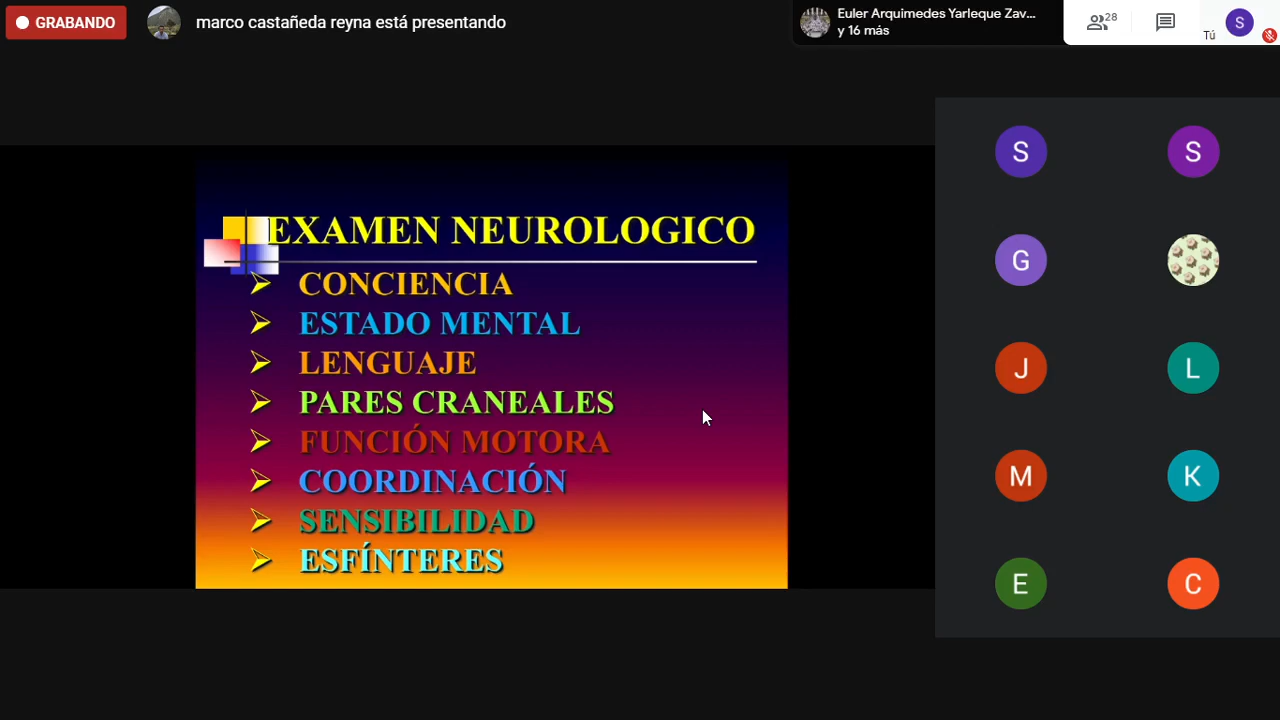 GRABANDO
marco castañeda reyna está presentando
Euler Arquimedes Yarleque Zav...
y 16 más
28
Tú
S
EXAMEN NEUROLOGICO
CONCIENCIA
ESTADO MENTAL
LENGUAJE
PARES CRANEALES
FUNCIÓN MOTORA
COORDINACIÓN
SENSIBILIDAD
ESFÍNTERES
S
S
G
J
L
M
K
E
C